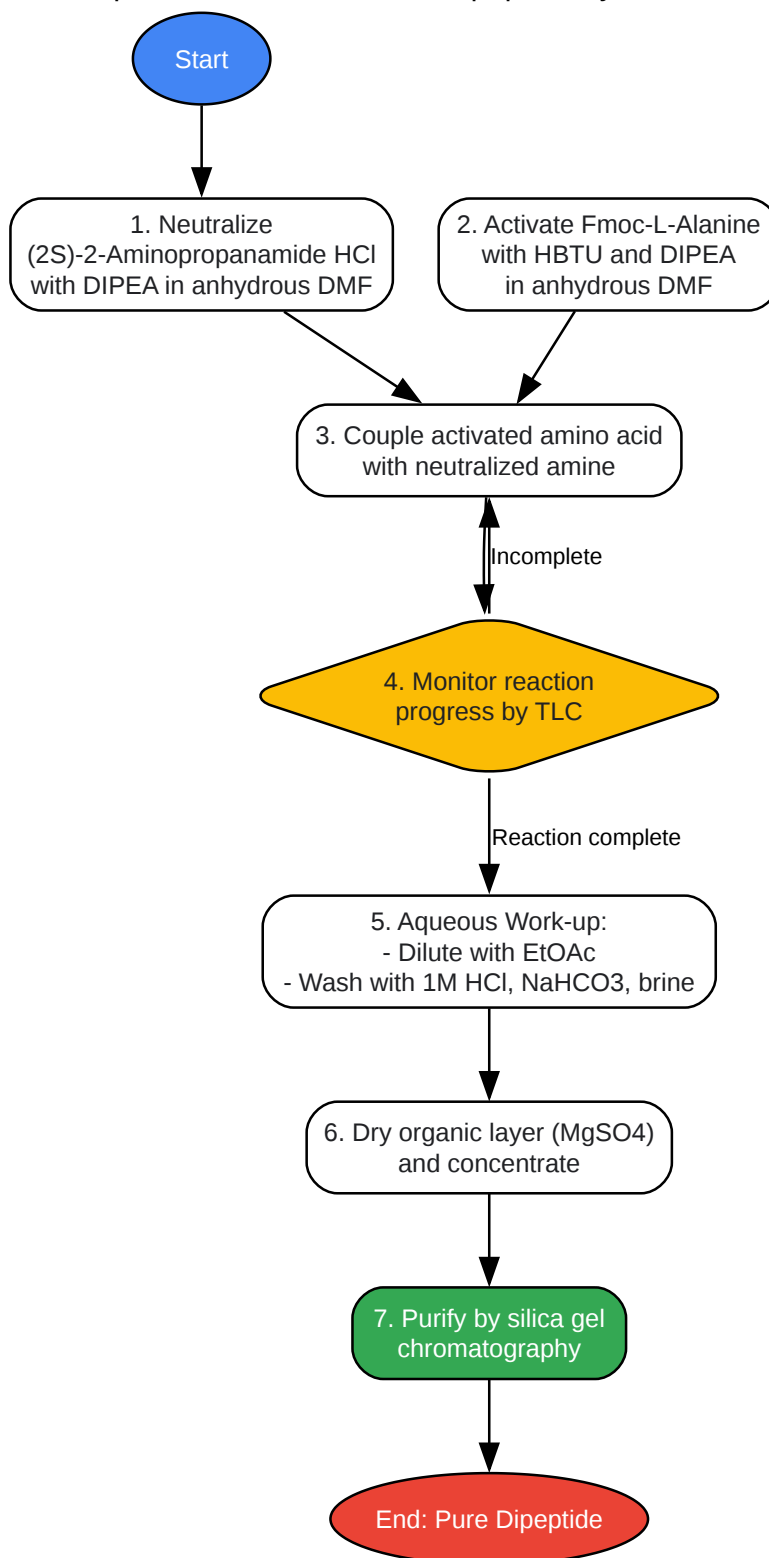 Start
1. Neutralize
(2S)-2-Aminopropanamide HCl
with DIPEA in anhydrous DMF
2. Activate Fmoc-L-Alanine
with HBTU and DIPEA
in anhydrous DMF
3. Couple activated amino acid
with neutralized amine
Incomplete
4. Monitor reaction
progress by TLC
Reaction complete
5. Aqueous Work-up:
- Dilute with EtOAc
- Wash with 1M HCl, NaHCO3, brine
6. Dry organic layer (MgSO4)
and concentrate
7. Purify by silica gel
chromatography
End: Pure Dipeptide